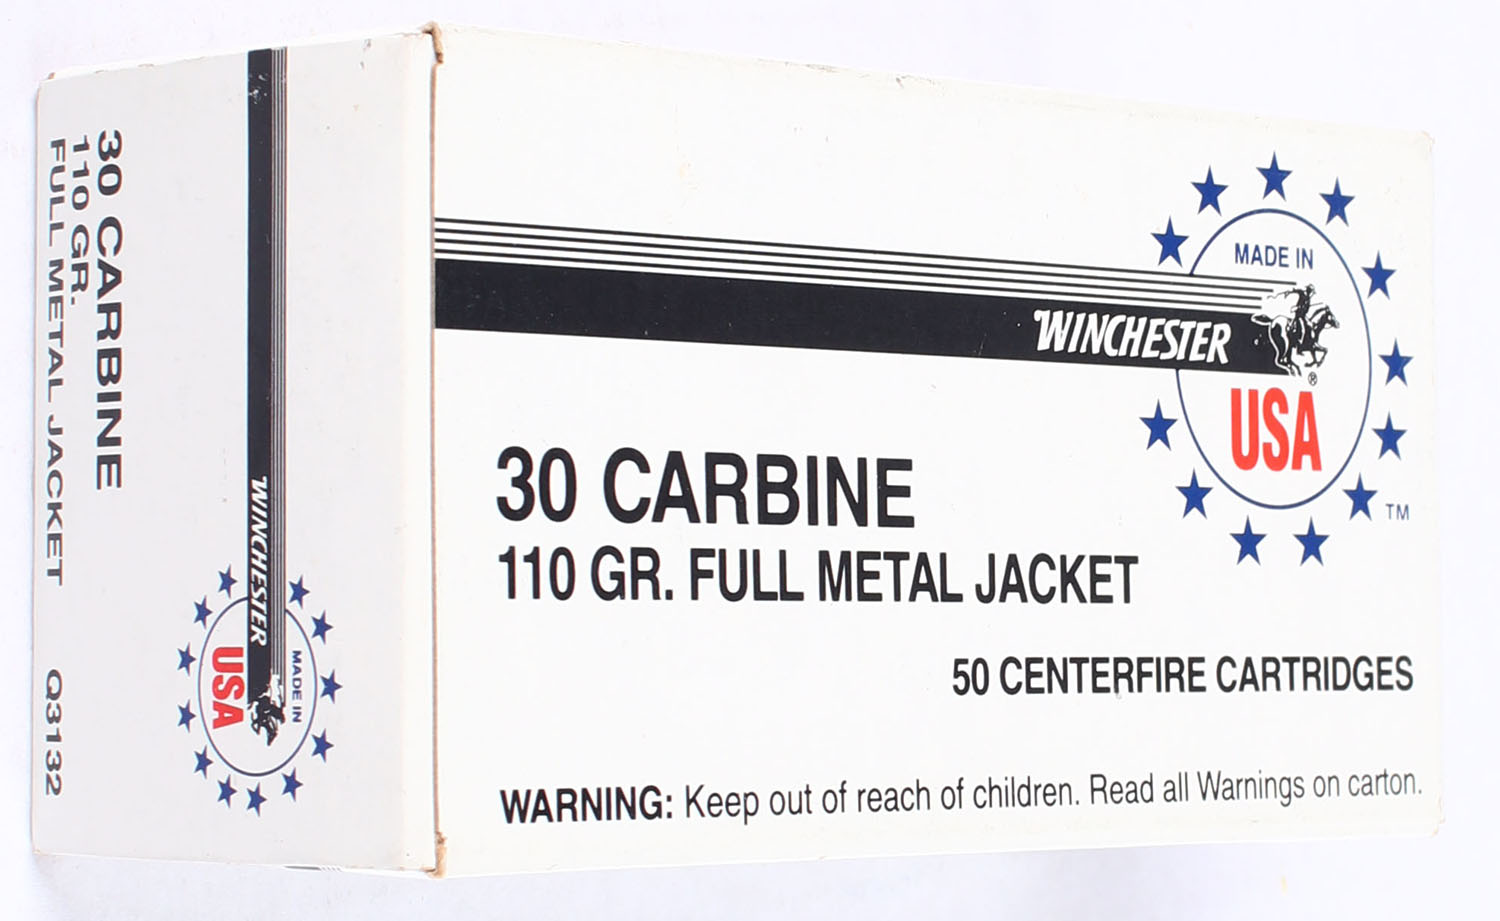 30 CARBINE
110 GR.
FULL METAL JACKET Q3132
WINCHESTER
MADE IN
USA
MADE IN
WINCHESTER
®
USA
TM
30 CARBINE
110 GR. FULL METAL JACKET
50 CENTERFIRE CARTRIDGES
WARNING: Keep out of reach of children. Read all Warnings on carton.